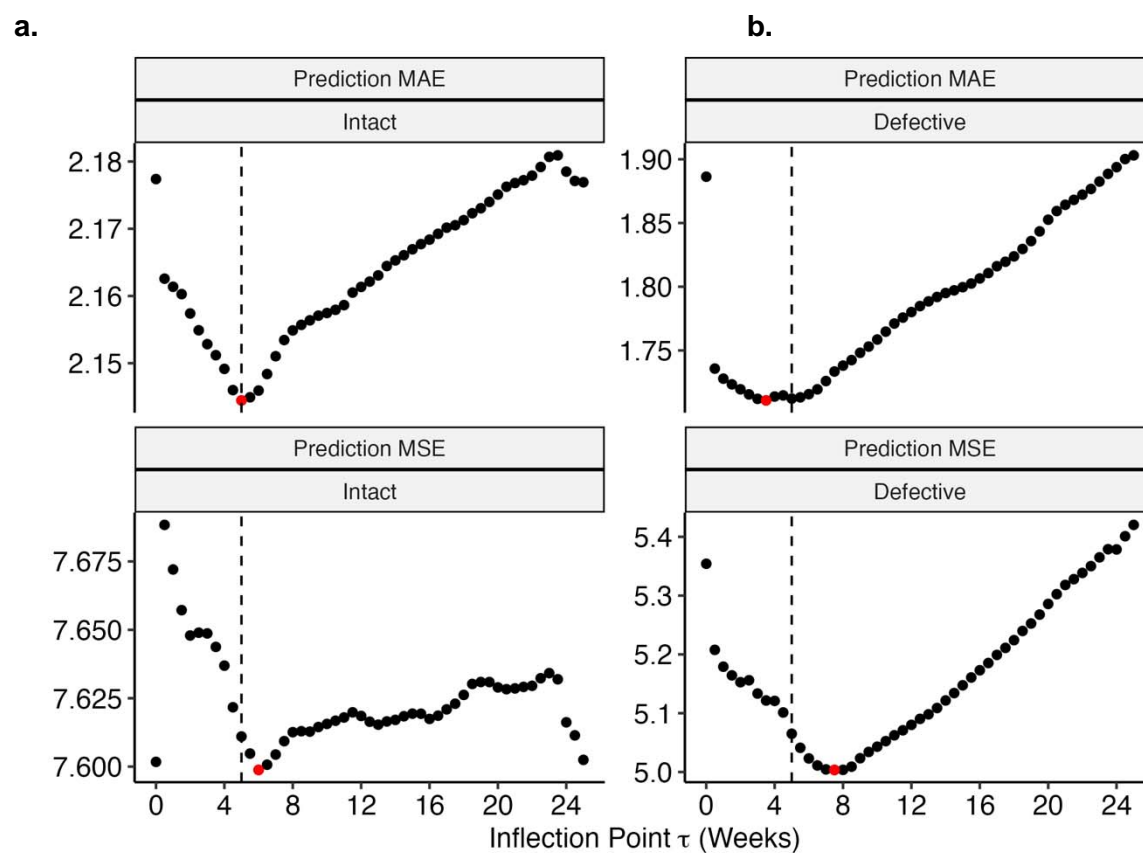 a.
b.
Prediction MAE
Intact
2.18
2.17
2.16
2.15
Prediction MAE
Defective
1.90
1.85
1.80
1.75
Prediction MSE
Intact
7.675
7.650
7.625
7.600
0 4 8 12 16 20 24
Prediction MSE
Defective
5.4
5.3
5.2
5.1
5.0
0 4 8 12 16 20 24
Inflection Point τ (Weeks)